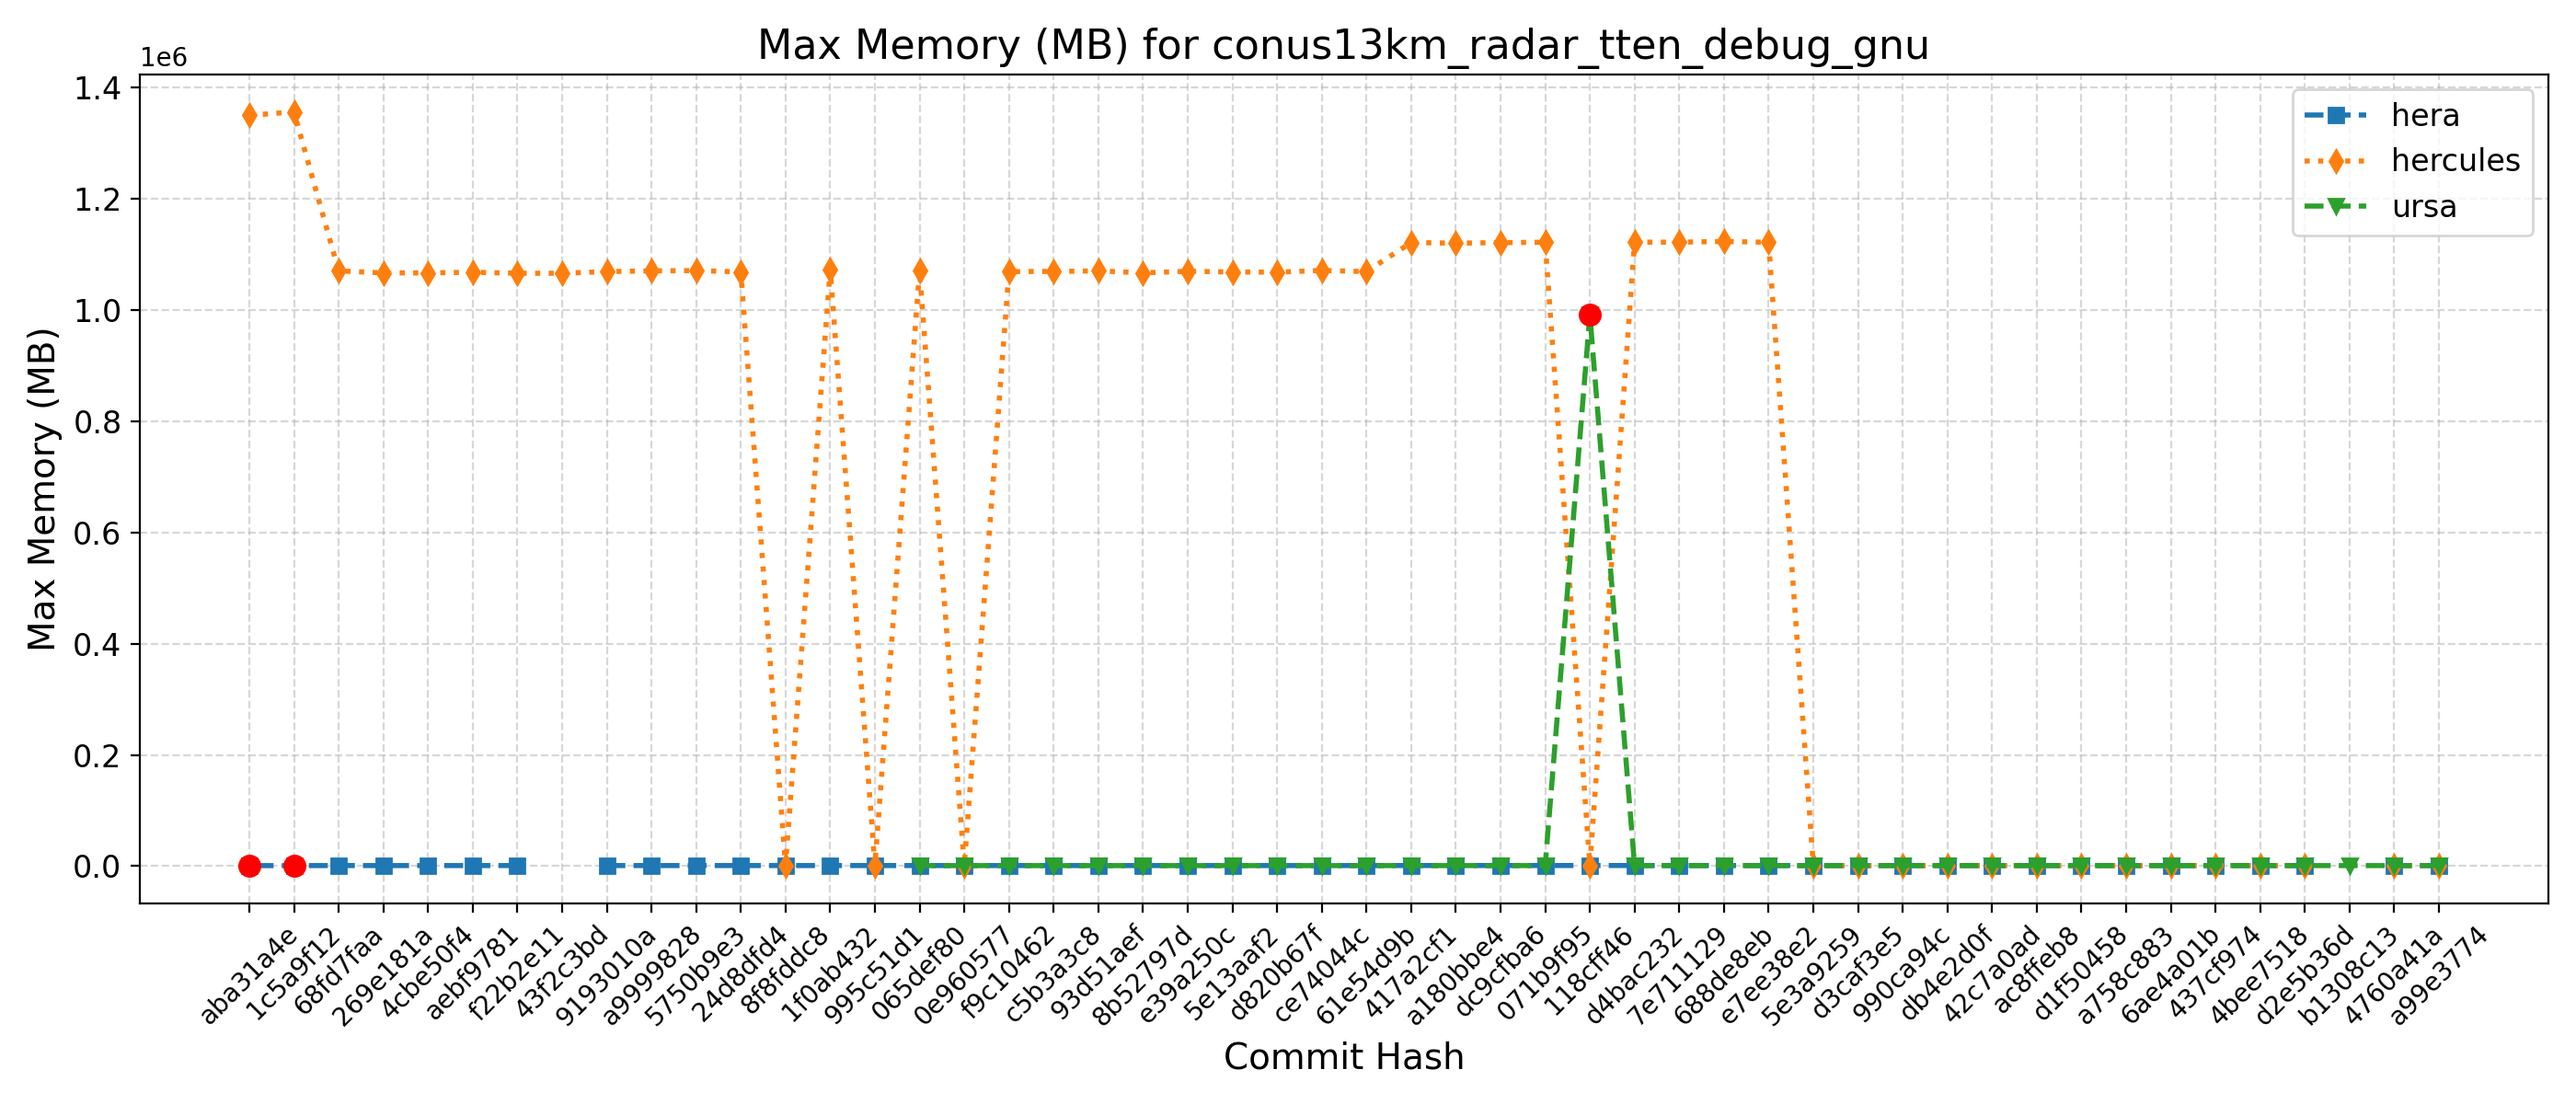 Max Memory (MB) for conus13km_radar_tten_debug_gnu
1e6
1.4
1.2
1.0
0.8
0.6
0.4
0.2
0.0
Max Memory (MB)
hera
hercules
ursa
aba31a4e
1c5a9f12
68fd7faa
269e181a
4cbe50f4
aebf9781
f22b2e11
43f2c3bd
9193010a
a9999828
5750b9e3
24d8dfd4
8f8fddc8
1f0ab432
995c51d1
065def80
0e960577
f9c10462
c5b3a3c8
93d51aef
8b52797d
e39a250c
5e13aaf2
d820b67f
ce74044c
61e54d9b
417a2cf1
a180bbe4
dc9cfba6
071b9f95
118cff46
d4bac232
7e711129
688de8eb
e7ee38e2
5e3a9259
d3caf3e5
990ca94c
db4e2d0f
42c7a0ad
ac8ffeb8
d1f50458
a758c883
6ae4a01b
437cf974
4bee7518
d2e5b36d
b1308c13
4760a41a
a99e3774
Commit Hash